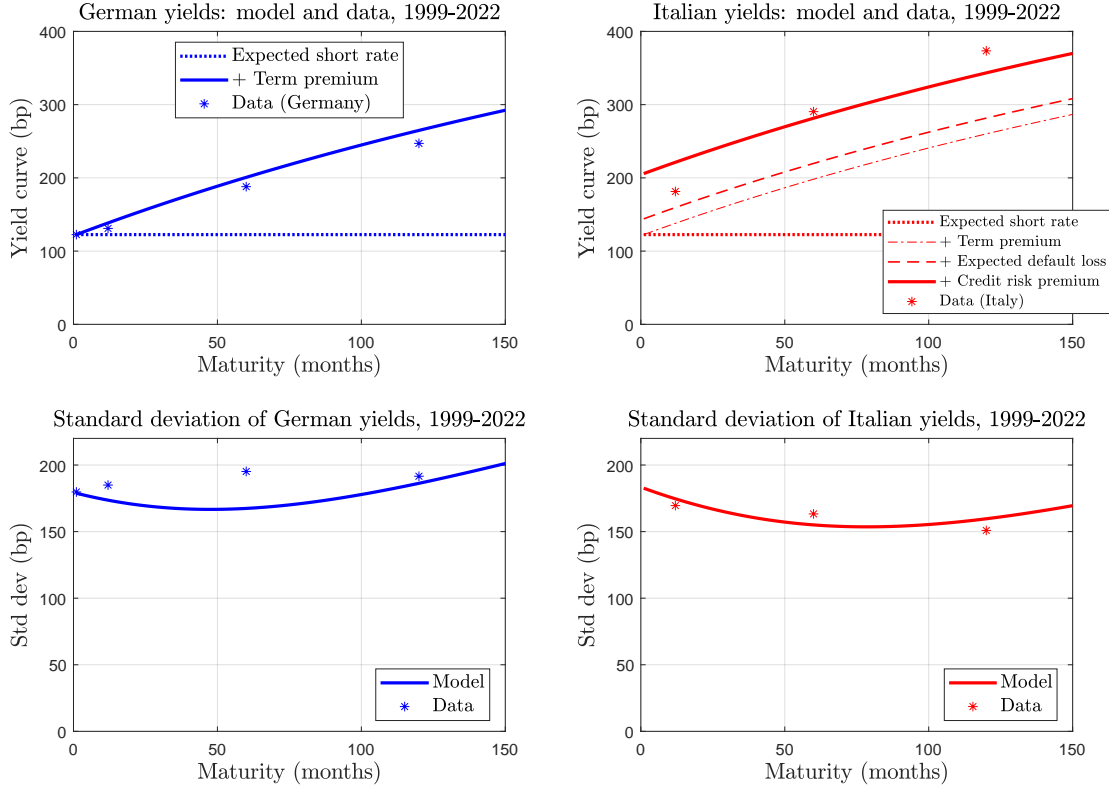 German yields: model and data, 1999-2022
400
300
200
100
0
0
50
100
150
Yield curve (bp)
Maturity (months)
Expected short rate
+ Term premium
Data (Germany)
Italian yields: model and data, 1999-2022
400
300
200
100
0
0
50
100
150
Yield curve (bp)
Maturity (months)
Expected short rate
+ Term premium
+ Expected default loss
+ Credit risk premium
Data (Italy)
Standard deviation of German yields, 1999-2022
200
150
100
50
0
0
50
100
150
Std dev (bp)
Maturity (months)
Model
Data
Standard deviation of Italian yields, 1999-2022
200
150
100
50
0
0
50
100
150
Std dev (bp)
Maturity (months)
Model
Data